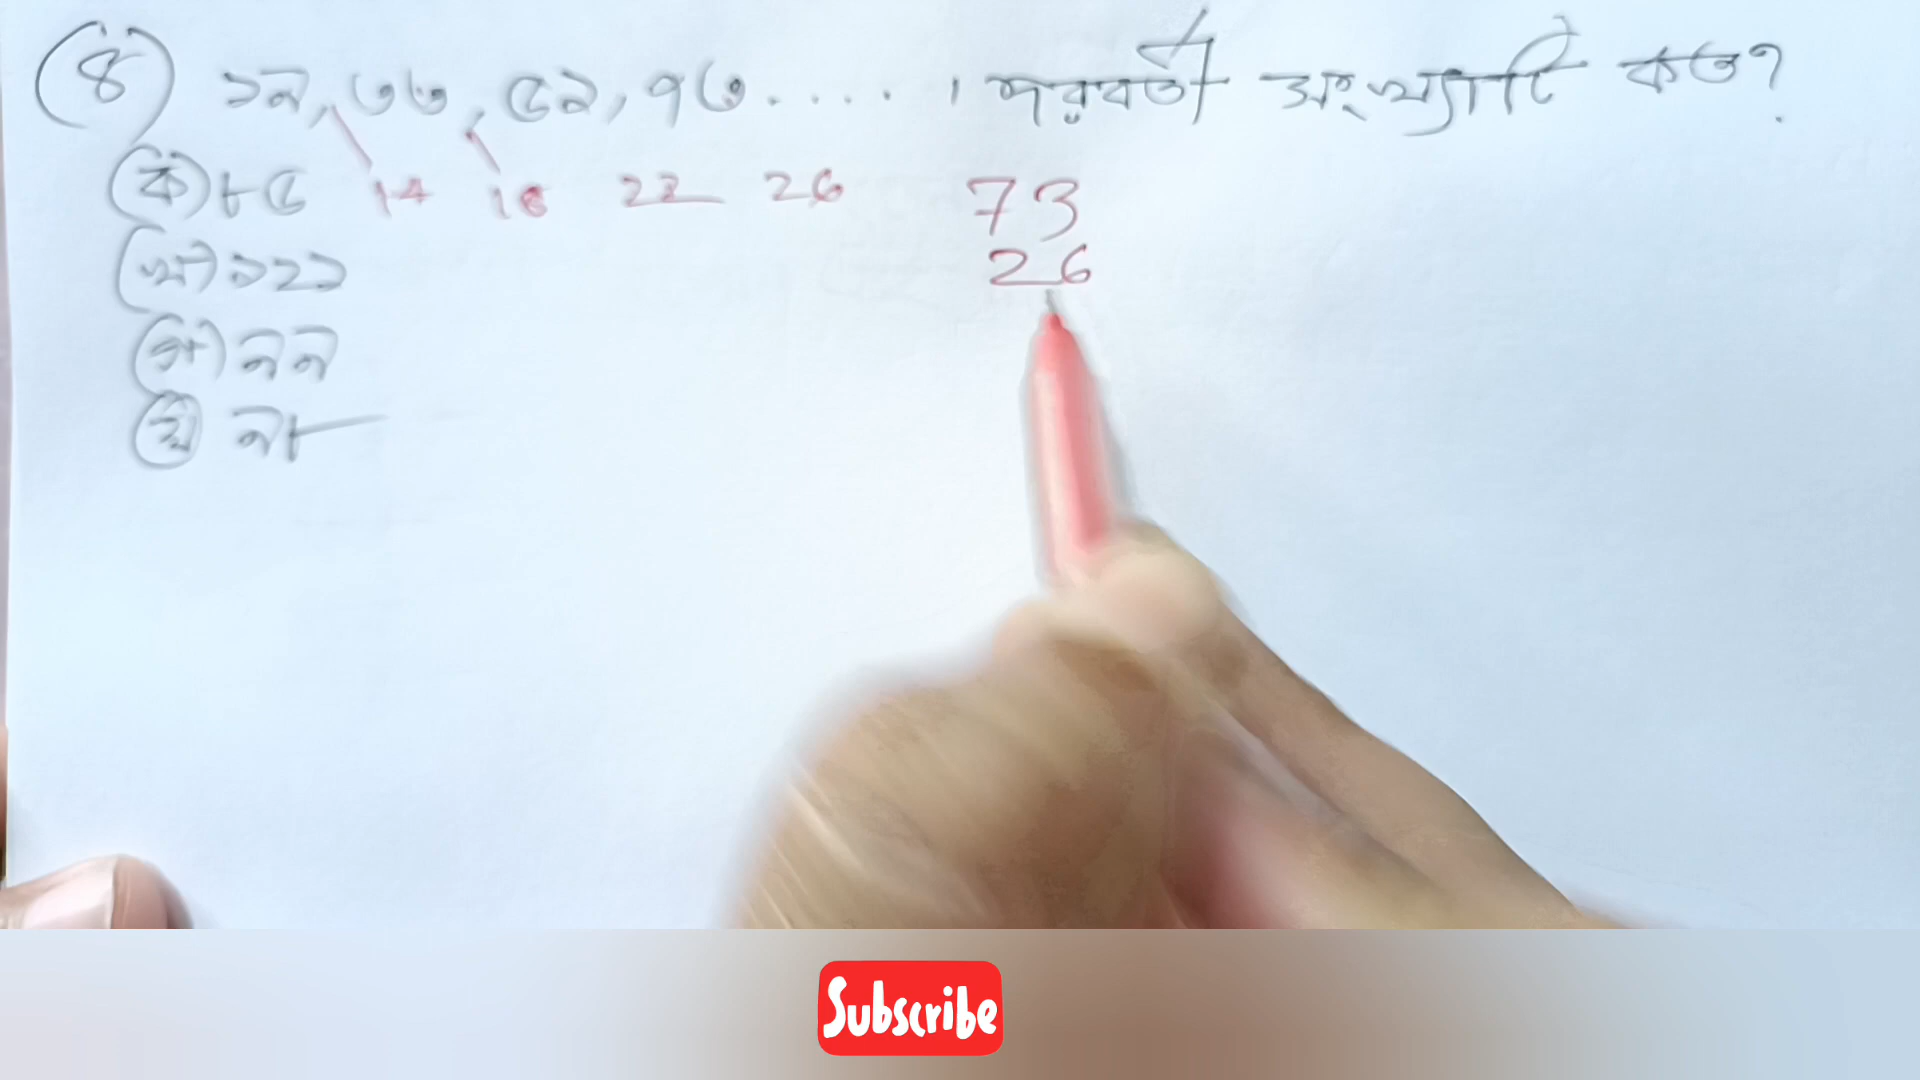 (৪) ১৯, ৩৩, ৫১, ৭৩.... । পরবর্তী সংখ্যাটি কত?
(ক) ৮৫ 14 18 22 26 73
(খ) ১২১ 26
(গ) ৯৯
(ঘ) ৯৮
Subscribe